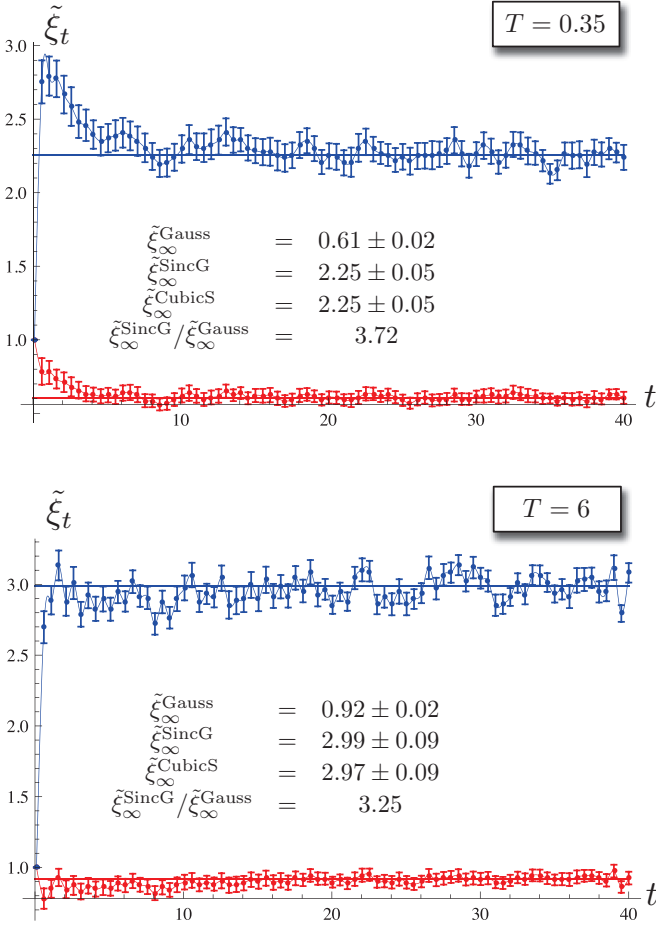 ξ̃_t
T = 0.35
3.0
2.5
2.0
ξ̃_∞^Gauss = 0.61 ± 0.02
1.5
ξ̃_∞^SincG = 2.25 ± 0.05
ξ̃_∞^CubicS = 2.25 ± 0.05
ξ̃_∞^SincG/ξ̃_∞^Gauss = 3.72
1.0
10 20 30 40 t
ξ̃_t
T = 6
3.0
2.5
ξ̃_∞^Gauss = 0.92 ± 0.02
2.0
ξ̃_∞^SincG = 2.99 ± 0.09
ξ̃_∞^CubicS = 2.97 ± 0.09
1.5
ξ̃_∞^SincG/ξ̃_∞^Gauss = 3.25
1.0
10 20 30 40 t